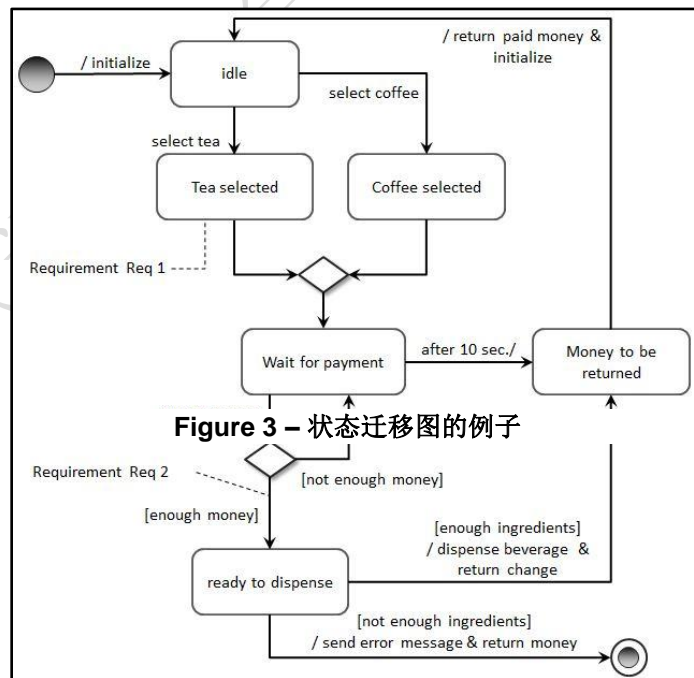 / return paid money &
initialize
/ initialize
idle
select coffee
select tea
Tea selected
Coffee selected
Requirement Req 1
Wait for payment
after 10 sec./
Money to be
returned
Figure 3 – 状态迁移图的例子
Requirement Req 2
[not enough money]
[enough money]
[enough ingredients]
/ dispense beverage &
return change
ready to dispense
[not enough ingredients]
/ send error message & return money